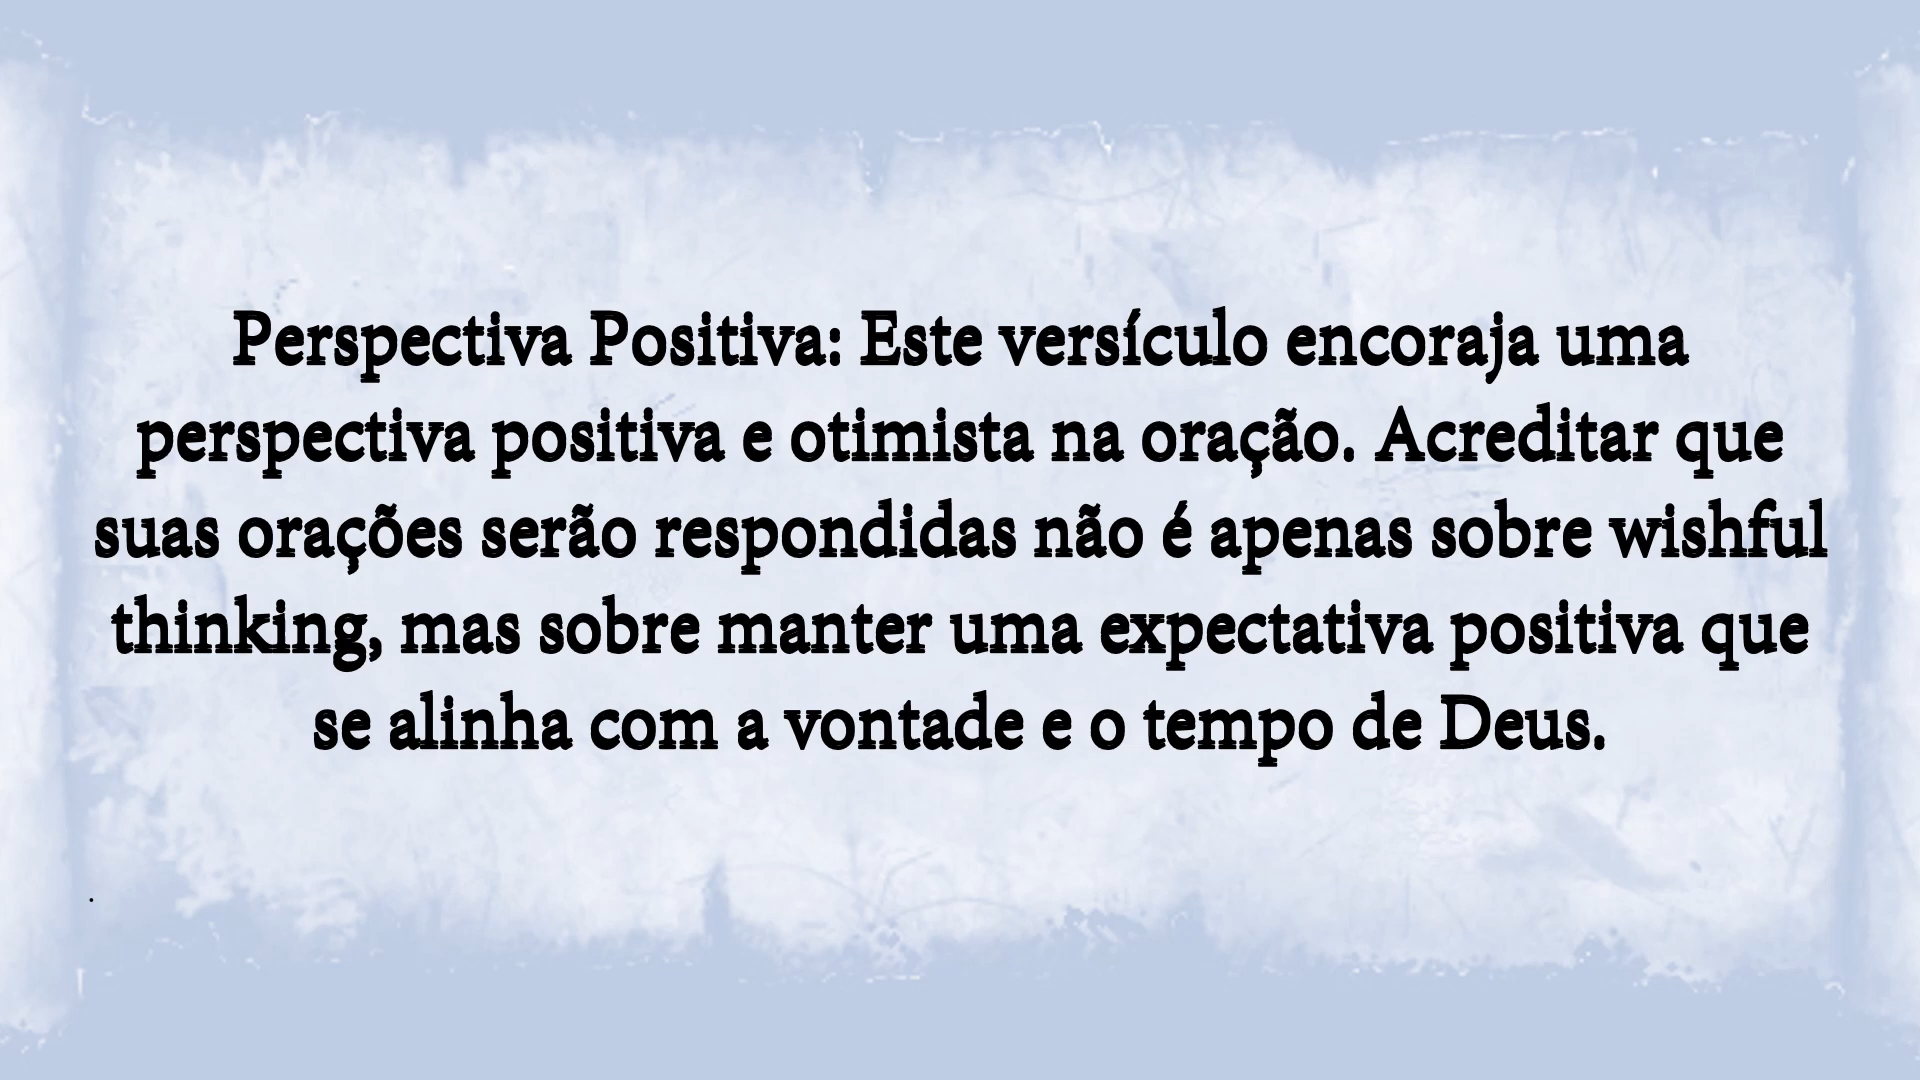 Perspectiva Positiva: Este versículo encoraja uma
perspectiva positiva e otimista na oração. Acreditar que
suas orações serão respondidas não é apenas sobre wishful
thinking, mas sobre manter uma expectativa positiva que
se alinha com a vontade e o tempo de Deus.
.